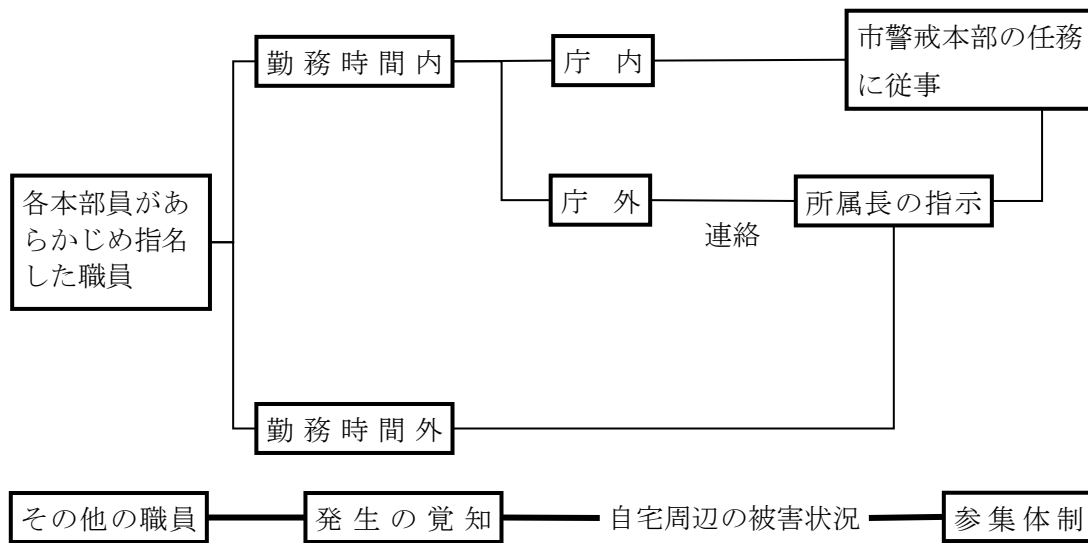 勤務時間内
庁　内
市警戒本部の任務
に従事
各本部員があ
らかじめ指名
した職員
庁　外
連絡
所属長の指示
勤務時間外
その他の職員
発生の覚知
自宅周辺の被害状況
参集体制